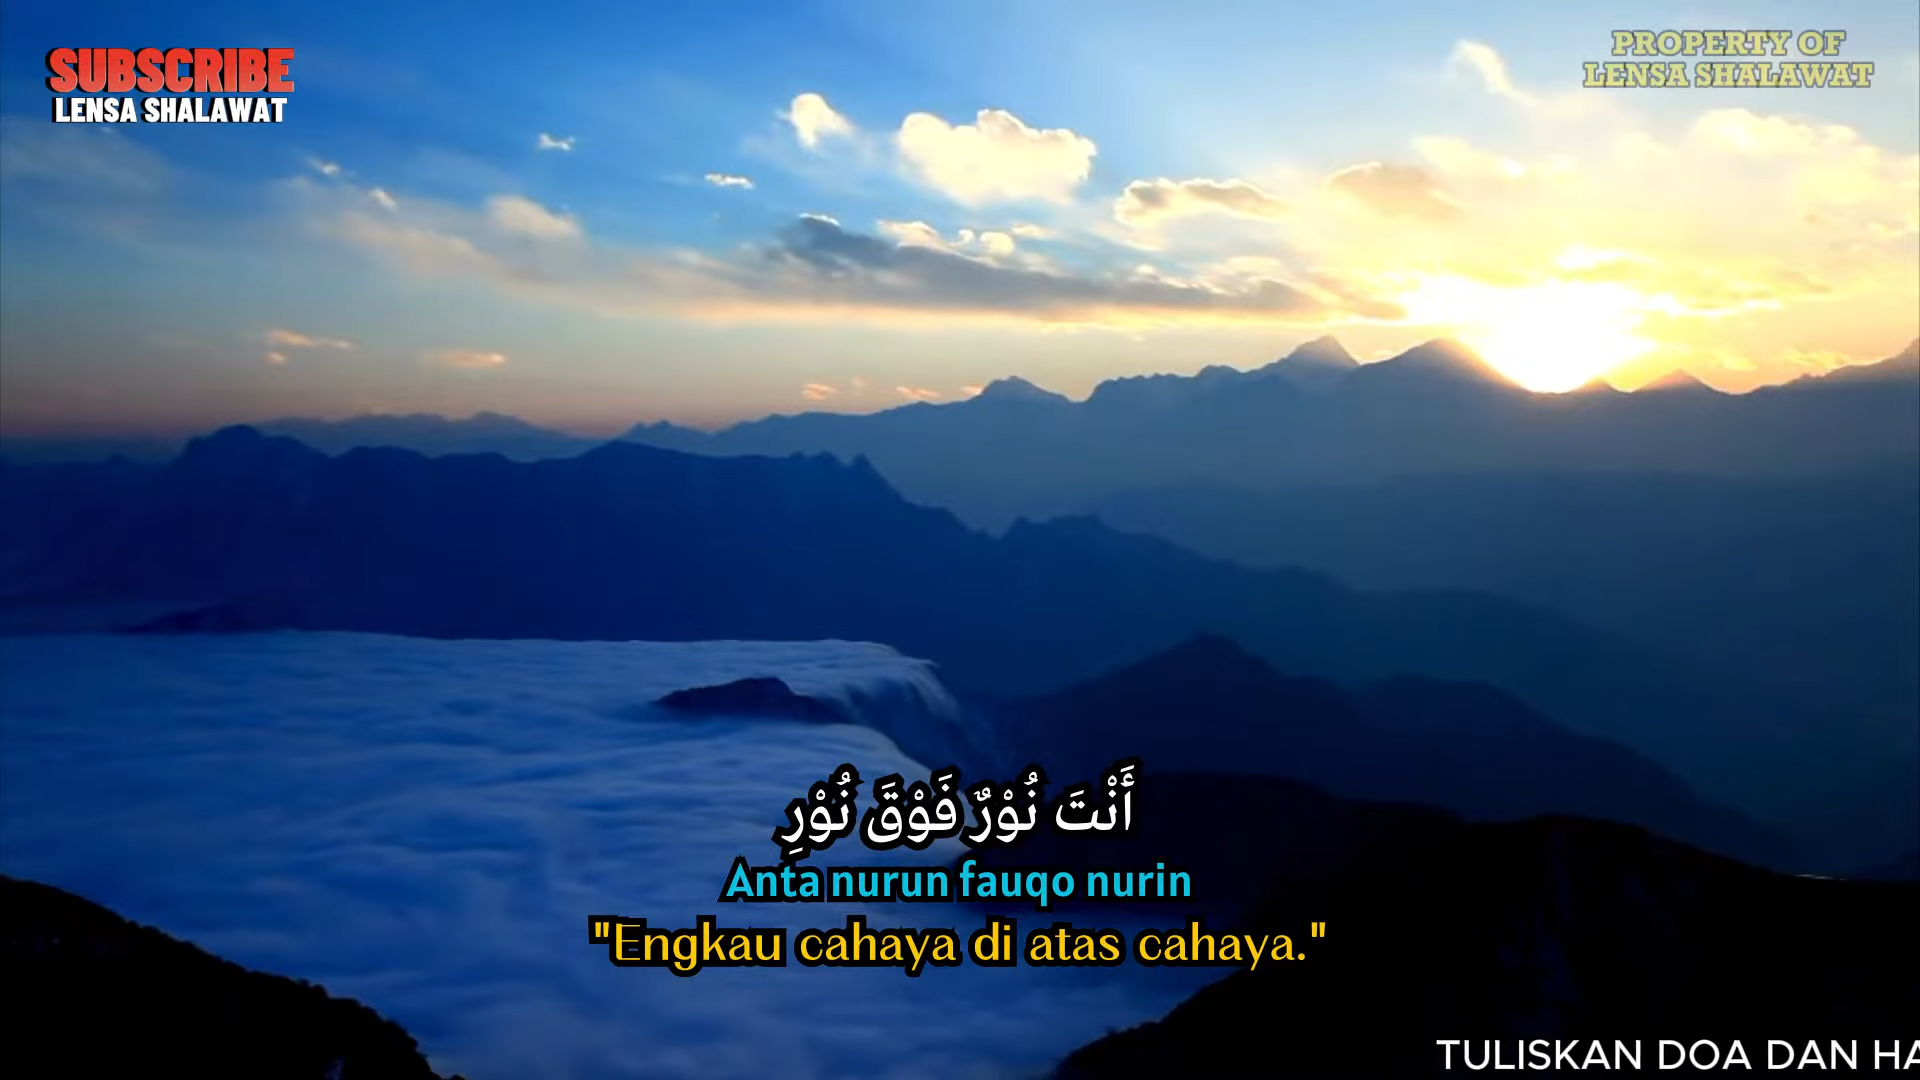 SUBSCRIBE
LENSA SHALAWAT
PROPERTY OF
LENSA SHALAWAT
أَنْتَ نُوْرٌ فَوْقَ نُوْرِ
Anta nurun fauqo nurin
"Engkau cahaya di atas cahaya."
TULISKAN DOA DAN HA